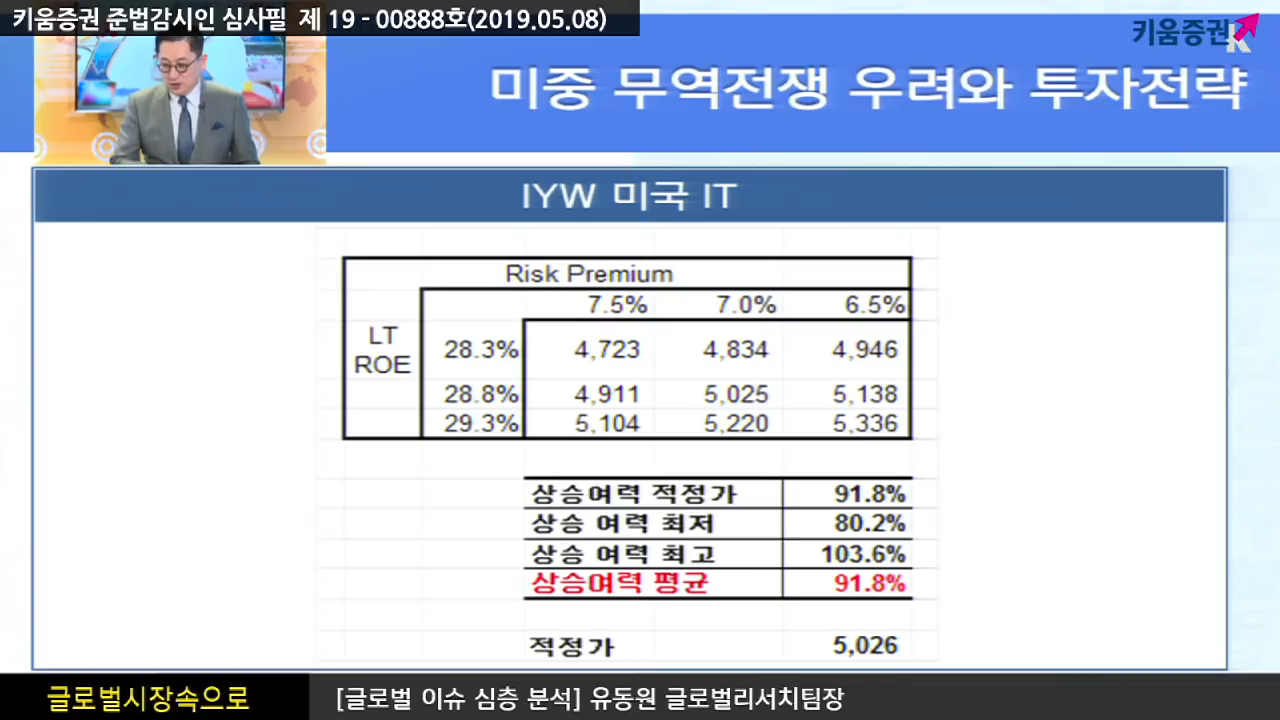 키움증권 준법감시인 심사필 제 19 - 00888호(2019.05.08)
키움증권
미중 무역전쟁 우려와 투자전략
IYW 미국 IT
Risk Premium
7.5% 7.0% 6.5%
LT ROE
28.3% 4,723 4,834 4,946
28.8% 4,911 5,025 5,138
29.3% 5,104 5,220 5,336
상승여력 적정가 91.8%
상승 여력 최저 80.2%
상승 여력 최고 103.6%
상승여력 평균 91.8%
적정가 5,026
글로벌시장속으로
[글로벌 이슈 심층 분석] 유동원 글로벌리서치팀장